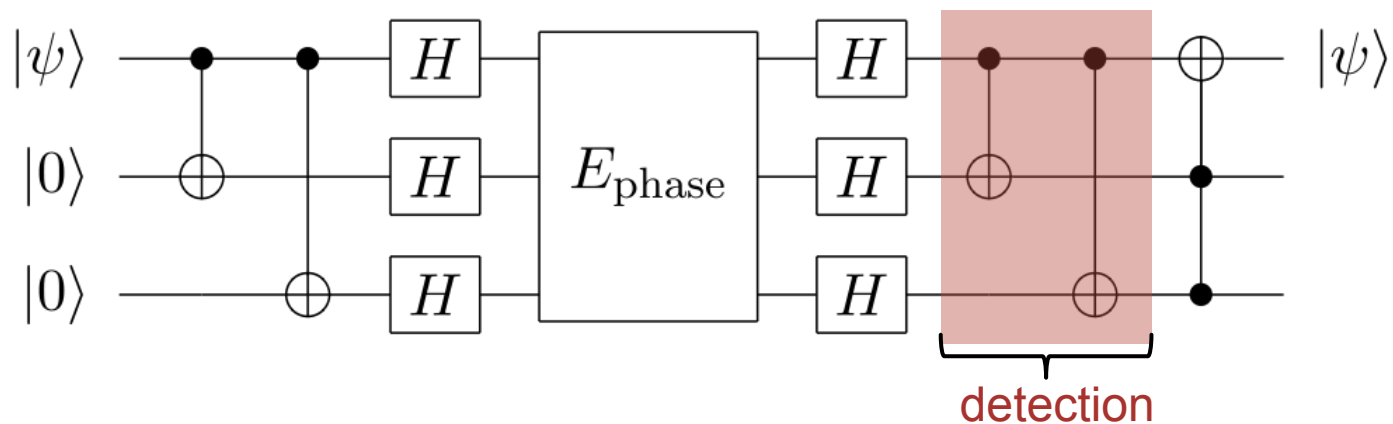 |ψ⟩ H H |ψ⟩
|0⟩ H E_phase H
|0⟩ H H
detection